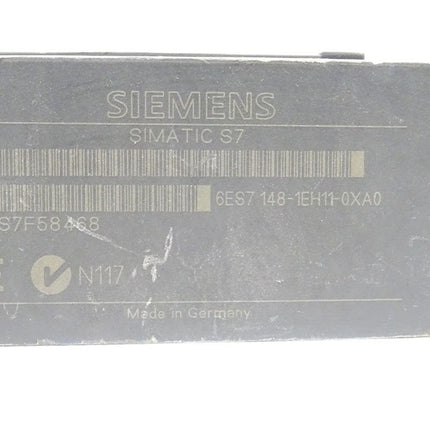 SIEMENS
SIMATIC S7
6ES7 148-1EH11-0XA0
S7F58468
N117
Made in Germany